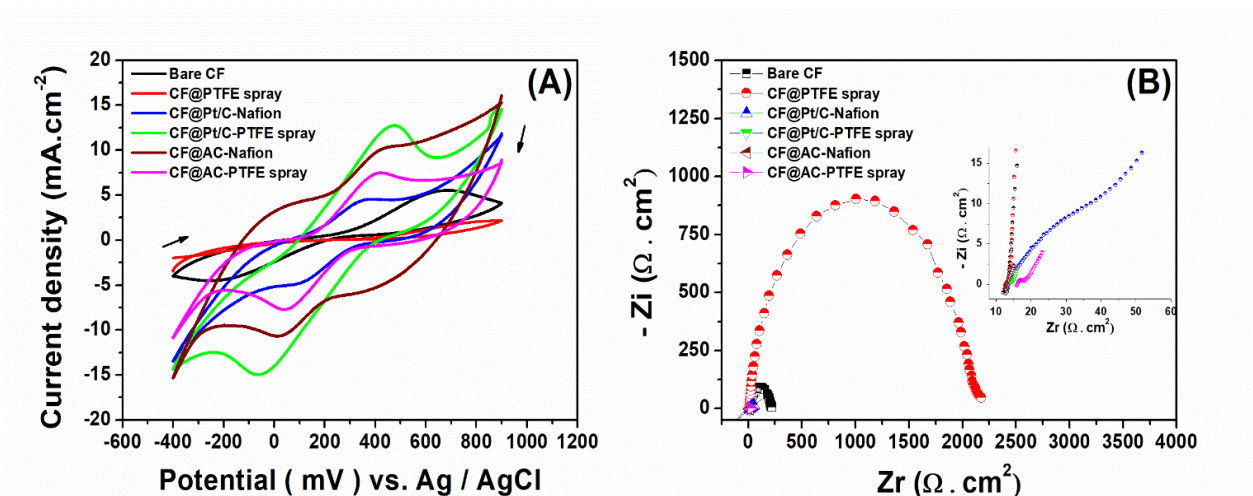 (A)
Bare CF
CF@PTFE spray
CF@Pt/C-Nafion
CF@Pt/C-PTFE spray
CF@AC-Nafion
CF@AC-PTFE spray
Current density (mA.cm⁻²)
20
15
10
5
0
-5
-10
-15
-20
-600 -400 -200 0 200 400 600 800 1000 1200
Potential ( mV ) vs. Ag / AgCl
(B)
Bare CF
CF@PTFE spray
CF@Pt/C-Nafion
CF@Pt/C-PTFE spray
CF@AC-Nafion
CF@AC-PTFE spray
- Zi (Ω . cm²)
1500
1250
1000
750
500
250
0
0 500 1000 1500 2000 2500 3000 3500 4000
Zr (Ω . cm²)
- Zi (Ω . cm²)
15
10
5
0
10 20 30 40 50 60
Zr (Ω . cm²)